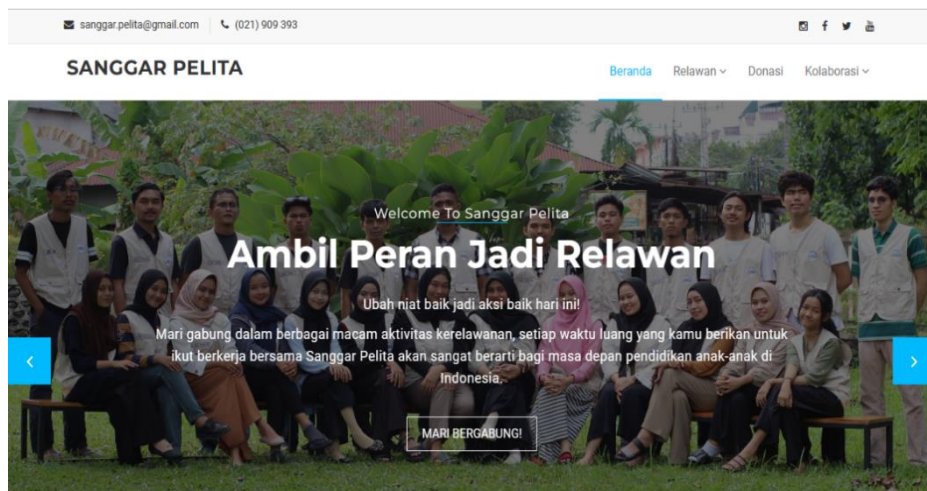 sanggar.pelita@gmail.com (021) 909 393
SANGGAR PELITA
Beranda Relawan Donasi Kolaborasi
Welcome To Sanggar Pelita
Ambil Peran Jadi Relawan
Ubah niat baik jadi aksi baik hari ini!
Mari gabung dalam berbagai macam aktivitas kerelawanan, setiap waktu luang yang kamu berikan untuk
ikut berkerja bersama Sanggar Pelita akan sangat berarti bagi masa depan pendidikan anak-anak di
Indonesia.
MARI BERGABUNG!